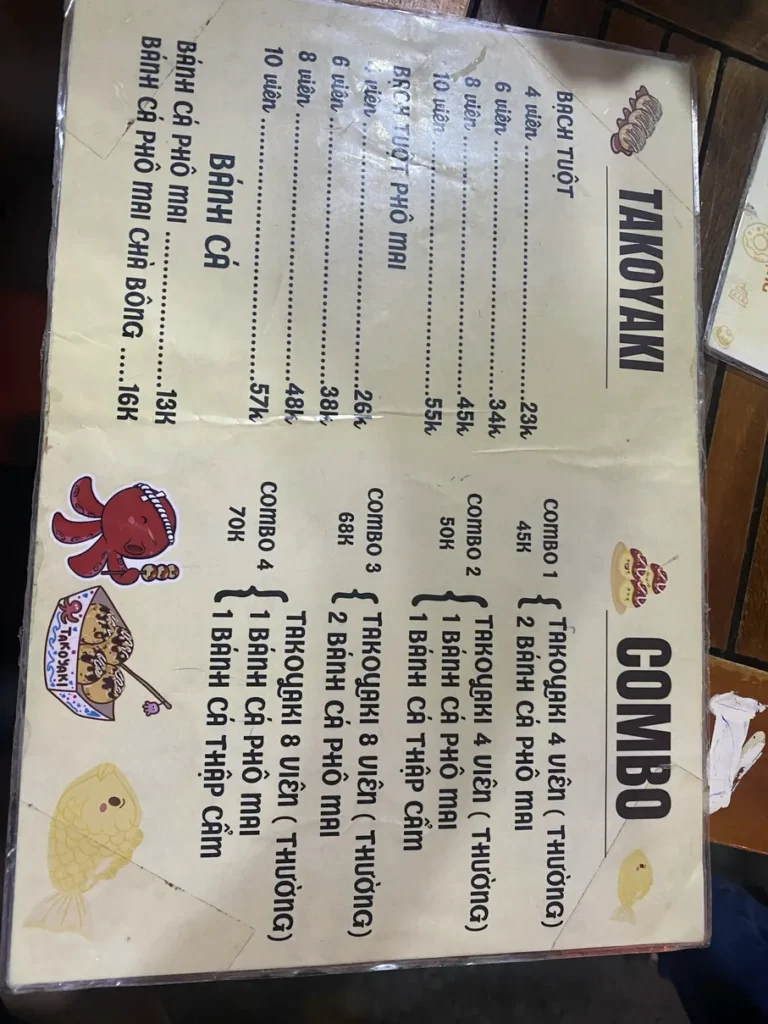 TAKOYAKI
BẠCH TUỘT
4 viên ........ 23k
6 viên ........ 34k
8 viên ........ 45k
10 viên ........ 55k
BẠCH TUỘT PHÔ MAI
4 viên ........ 26k
6 viên ........ 38k
8 viên ........ 48k
10 viên ........ 57k
BÁNH CÁ
BÁNH CÁ PHÔ MAI ........ 13K
BÁNH CÁ PHÔ MAI CHÀ BÔNG ..... 16K
COMBO
COMBO 1
45K
TAKOYAKI 4 VIÊN ( THƯỜNG)
2 BÁNH CÁ PHÔ MAI
COMBO 2
50K
TAKOYAKI 4 VIÊN ( THƯỜNG)
1 BÁNH CÁ PHÔ MAI
1 BÁNH CÁ THẬP CẨM
COMBO 3
68K
TAKOYAKI 8 VIÊN ( THƯỜNG)
2 BÁNH CÁ PHÔ MAI
COMBO 4
70K
TAKOYAKI 8 VIÊN ( THƯỜNG)
1 BÁNH CÁ PHÔ MAI
1 BÁNH CÁ THẬP CẨM
TAKOYAKI